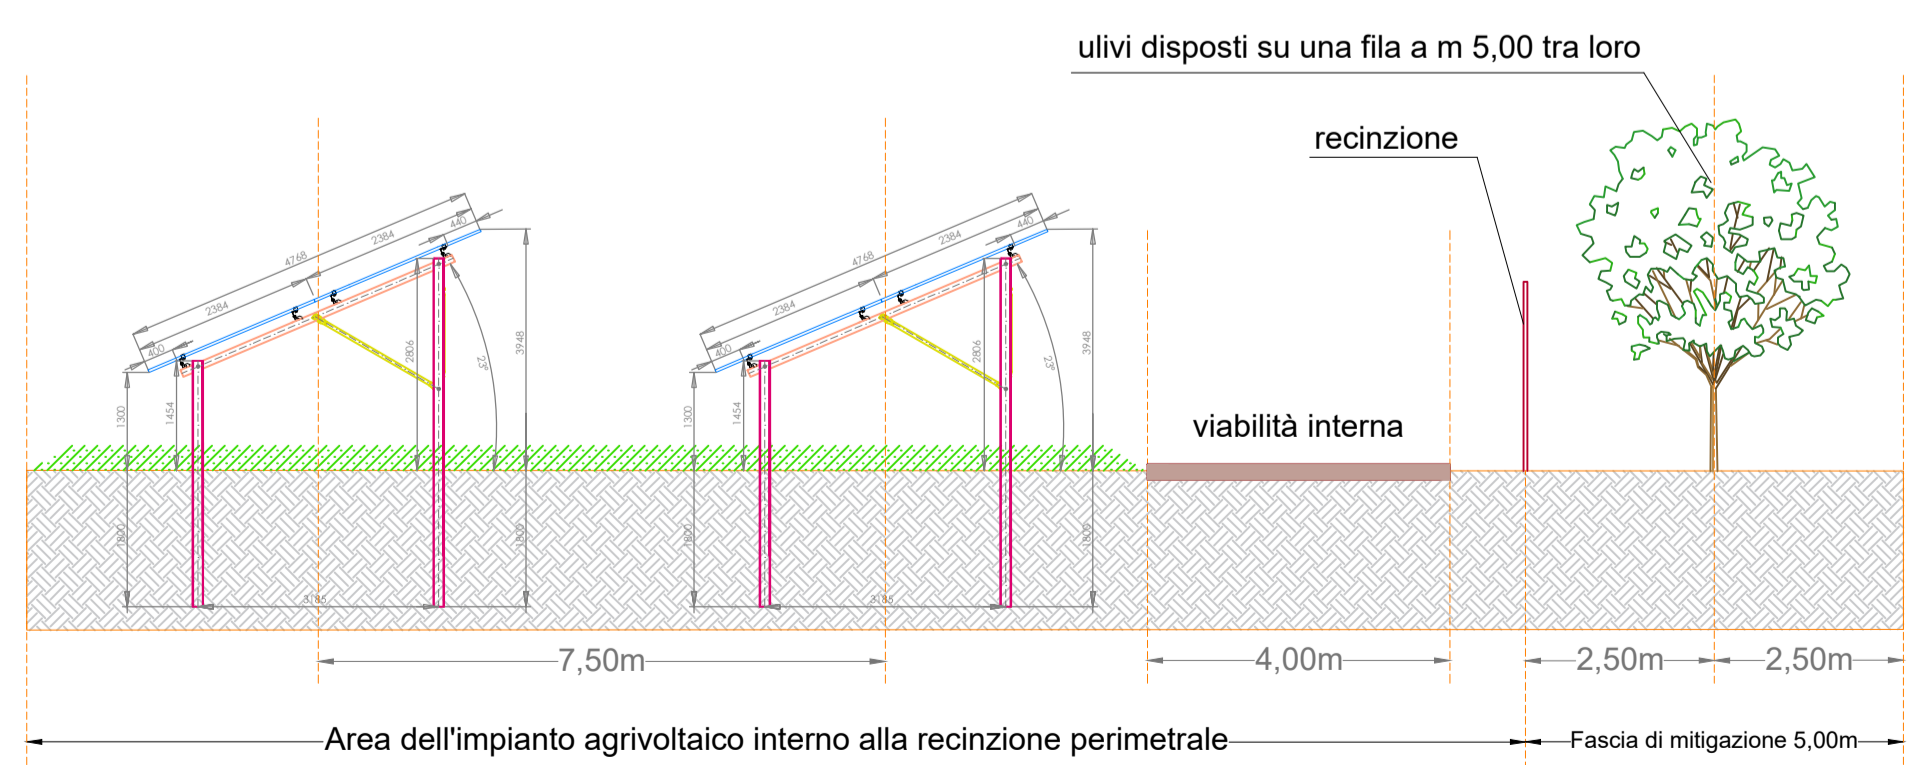 ulivi disposti su una fila a m 5,00 tra loro
recinzione
440
2384
4768
2384
400
1300
1454
2806
23°
3948
1800
1800
3185
440
2384
4768
2384
400
1300
1454
2806
23°
3948
1800
1800
3185
viabilità interna
7,50m
4,00m
2,50m
2,50m
Area dell'impianto agrivoltaico interno alla recinzione perimetrale
Fascia di mitigazione 5,00m